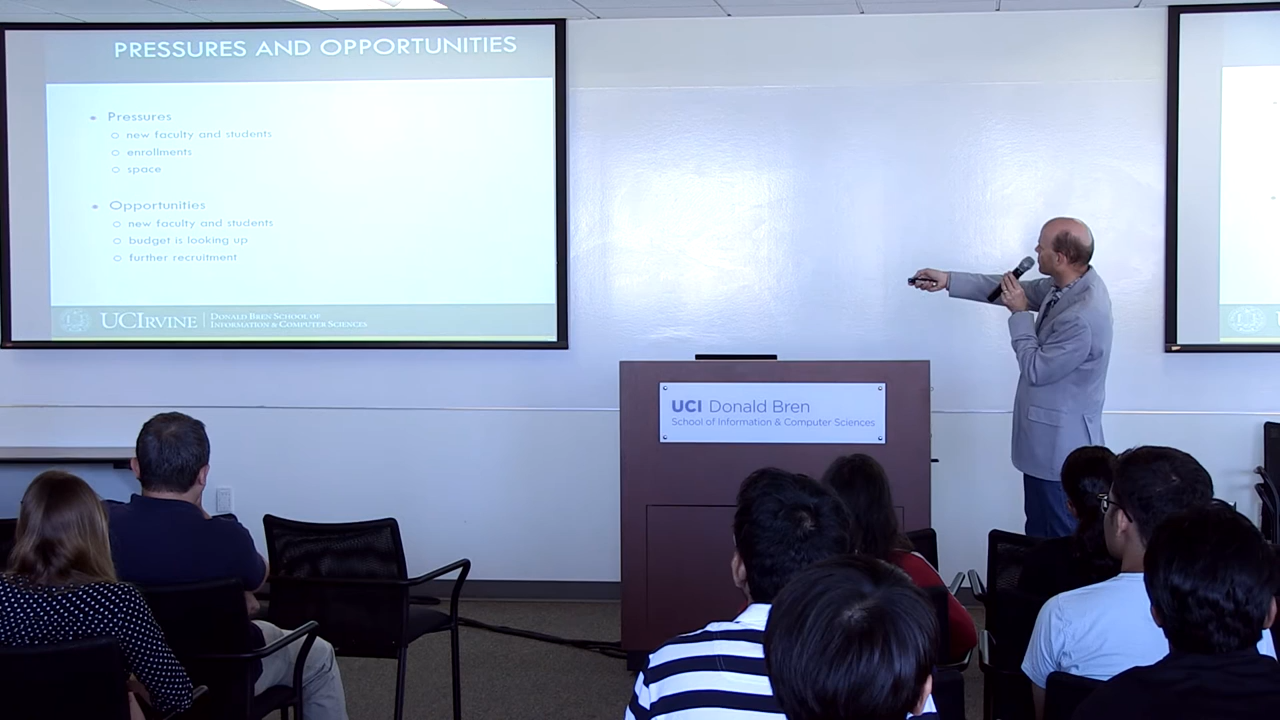 PRESSURES AND OPPORTUNITIES
Pressures
new faculty and students
enrollments
space
Opportunities
new faculty and students
budget is looking up
further recruitment
UCIRVINE
DONALD BREN SCHOOL OF
INFORMATION & COMPUTER SCIENCES
UCI Donald Bren
School of Information & Computer Sciences